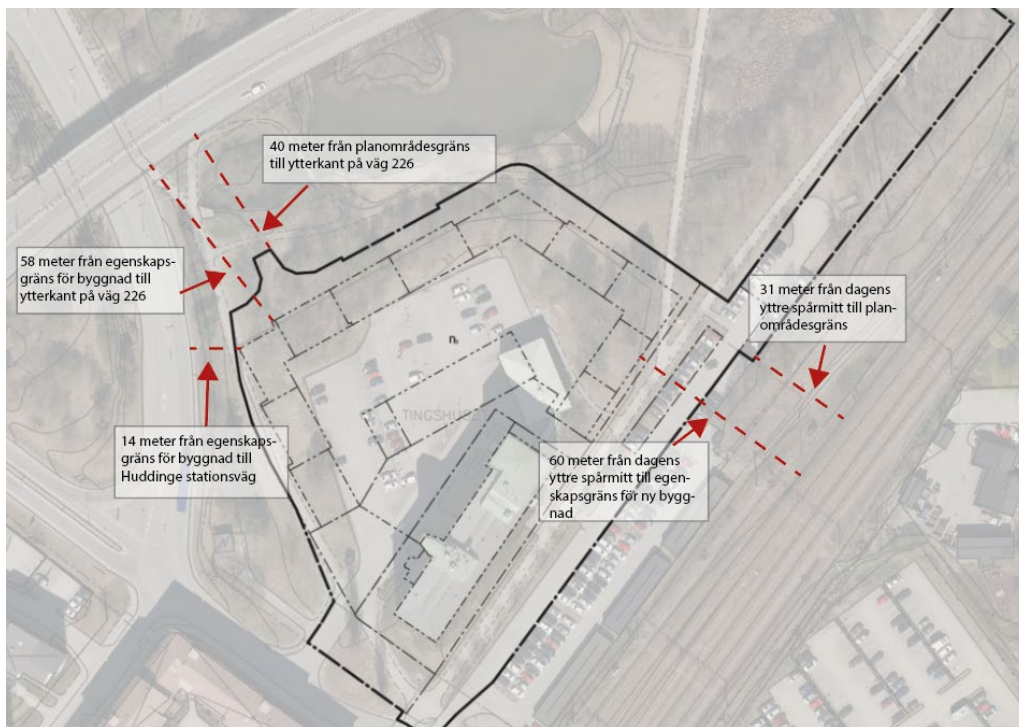 40 meter från planområdesgräns
till ytterkant på väg 226
58 meter från egenskaps-
gräns för byggnad till
ytterkant på väg 226
31 meter från dagens
yttre spårmitt till plan-
områdesgräns
TINGSHUS
14 meter från egenskaps-
gräns för byggnad till
Huddinge stationsväg
60 meter från dagens
yttre spårmitt till egen-
skapsgräns för ny bygg-
nad